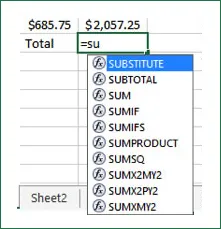 $685.75 $2,057.25
Total =su
SUBSTITUTE
SUBTOTAL
SUM
SUMIF
SUMIFS
SUMPRODUCT
SUMSQ
SUMX2MY2
SUMX2PY2
SUMXMY2
Sheet2